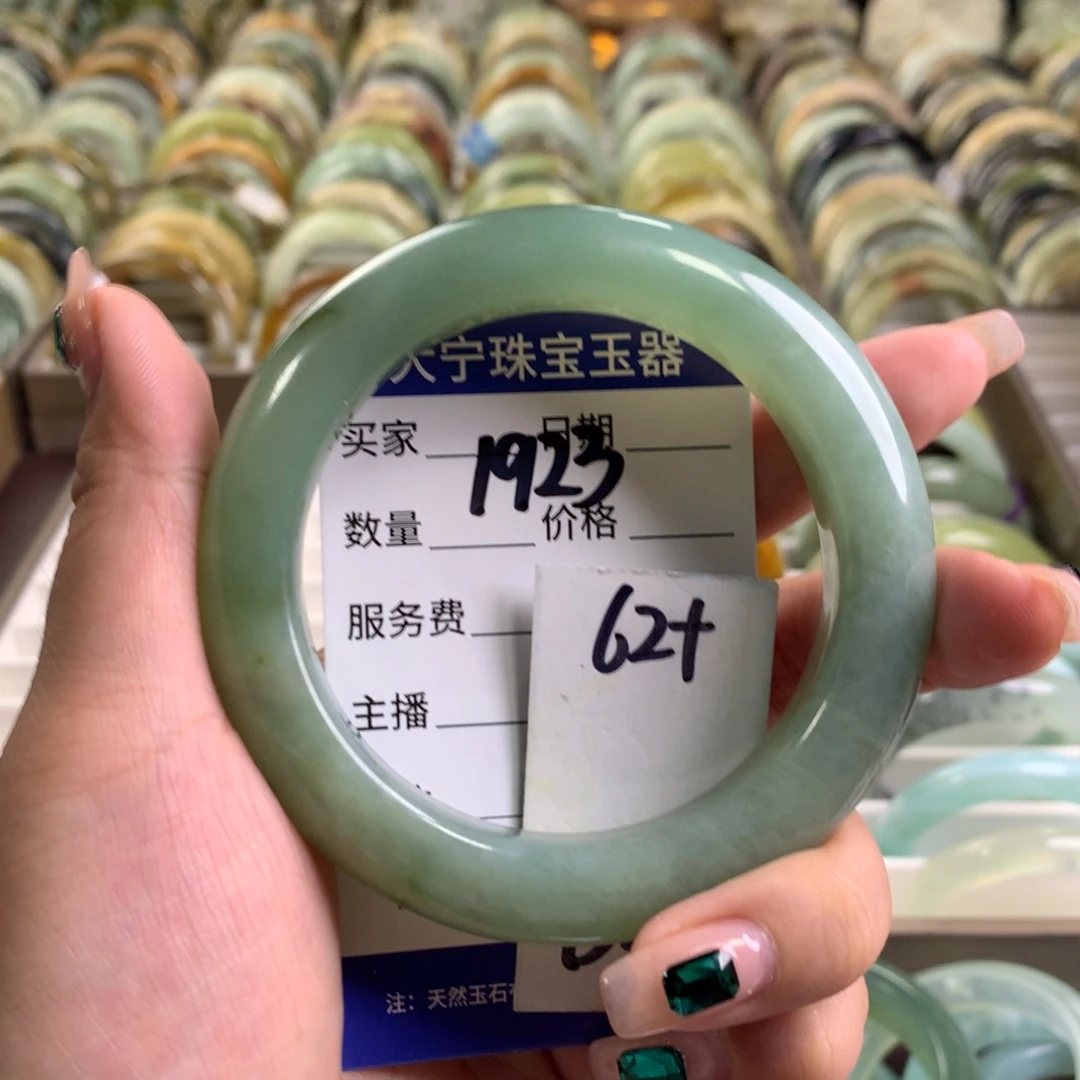 宁珠宝玉器
买家 日期
1923
数量 价格
服务费
62+
主播
注：天然玉石